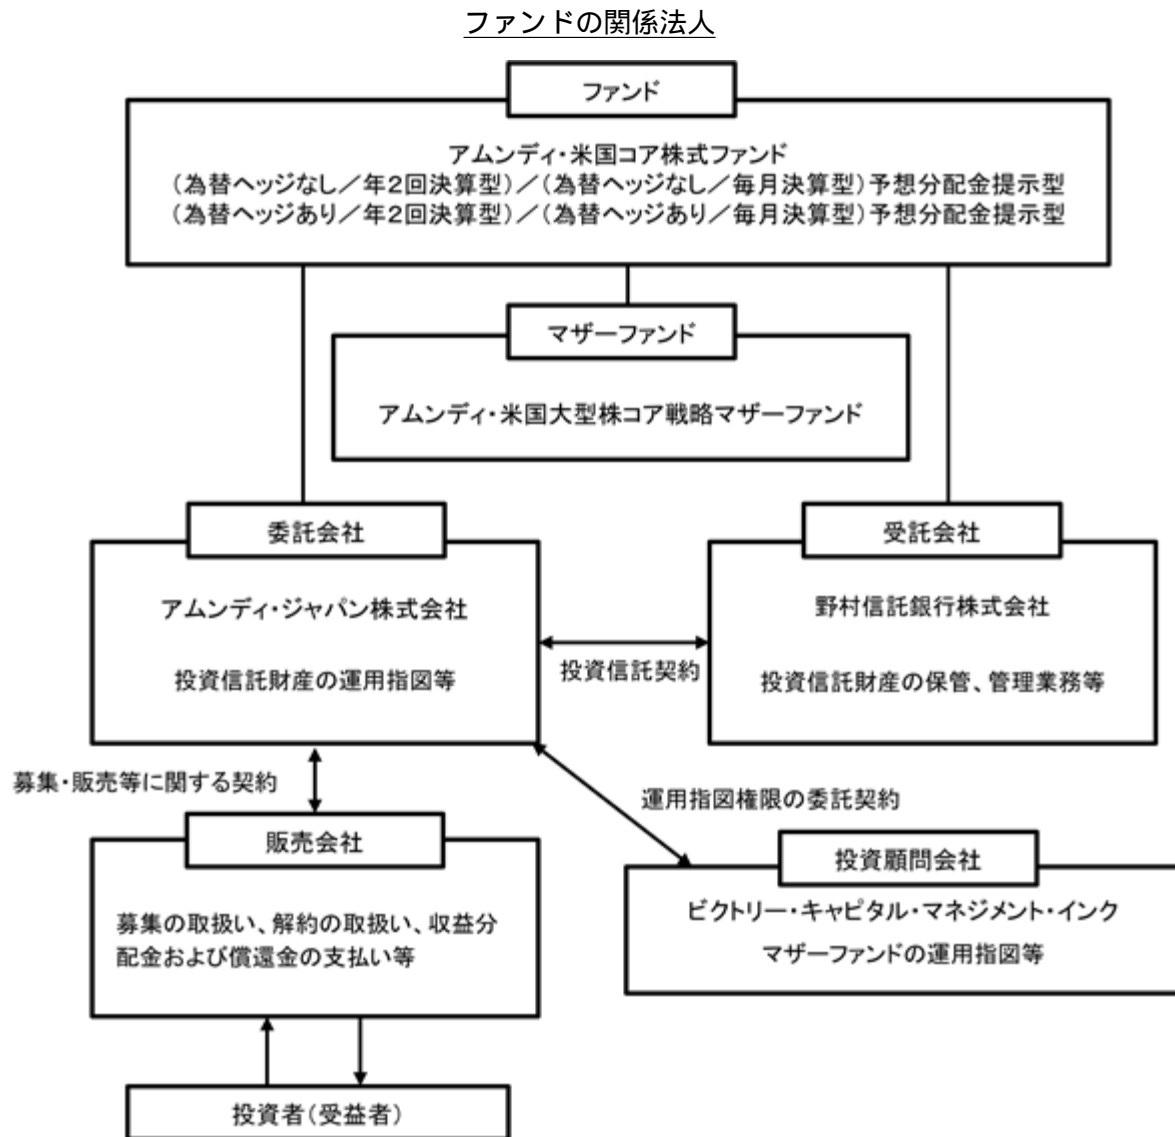 ファンドの関係法人
ファンド
アムンディ・米国コア株式ファンド
(為替ヘッジなし/年2回決算型)/(為替ヘッジなし/毎月決算型)予想分配金提示型
(為替ヘッジあり/年2回決算型)/(為替ヘッジあり/毎月決算型)予想分配金提示型
マザーファンド
アムンディ・米国大型株コア戦略マザーファンド
委託会社
アムンディ・ジャパン株式会社
投資信託財産の運用指図等
投資信託契約
受託会社
野村信託銀行株式会社
投資信託財産の保管、管理業務等
募集・販売等に関する契約
運用指図権限の委託契約
販売会社
募集の取扱い、解約の取扱い、収益分
配金および償還金の支払い等
投資顧問会社
ビクトリー・キャピタル・マネジメント・インク
マザーファンドの運用指図等
投資者(受益者)